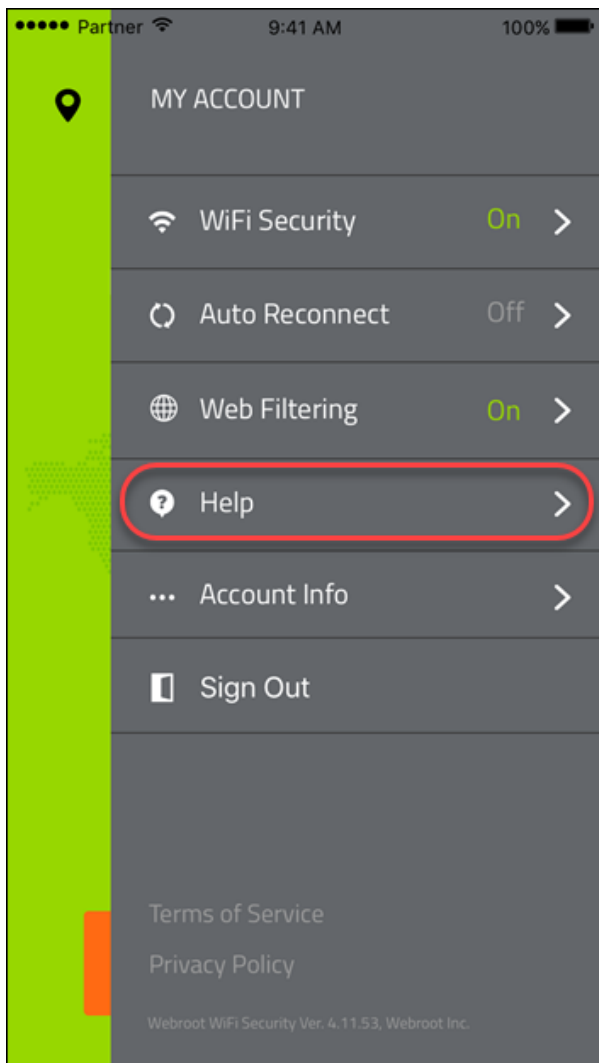 Partner 9:41 AM 100%
MY ACCOUNT
WiFi Security On
Auto Reconnect Off
Web Filtering On
Help
Account Info
Sign Out
Terms of Service
Privacy Policy
Webroot WiFi Security Ver. 4.11.53, Webroot Inc.